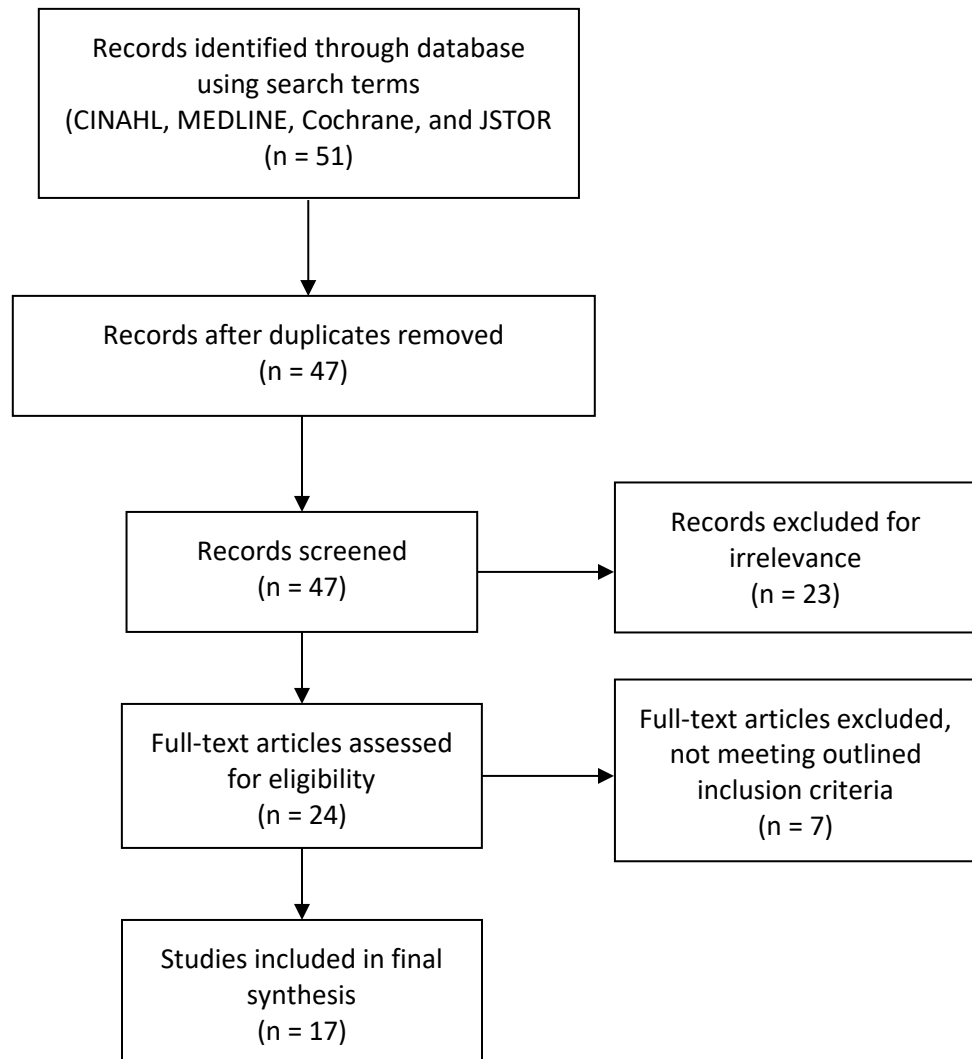 Records identified through database
using search terms
(CINAHL, MEDLINE, Cochrane, and JSTOR
(n = 51)
Records after duplicates removed
(n = 47)
Records screened
(n = 47)
Records excluded for
irrelevance
(n = 23)
Full-text articles assessed
for eligibility
(n = 24)
Full-text articles excluded,
not meeting outlined
inclusion criteria
(n = 7)
Studies included in final
synthesis
(n = 17)